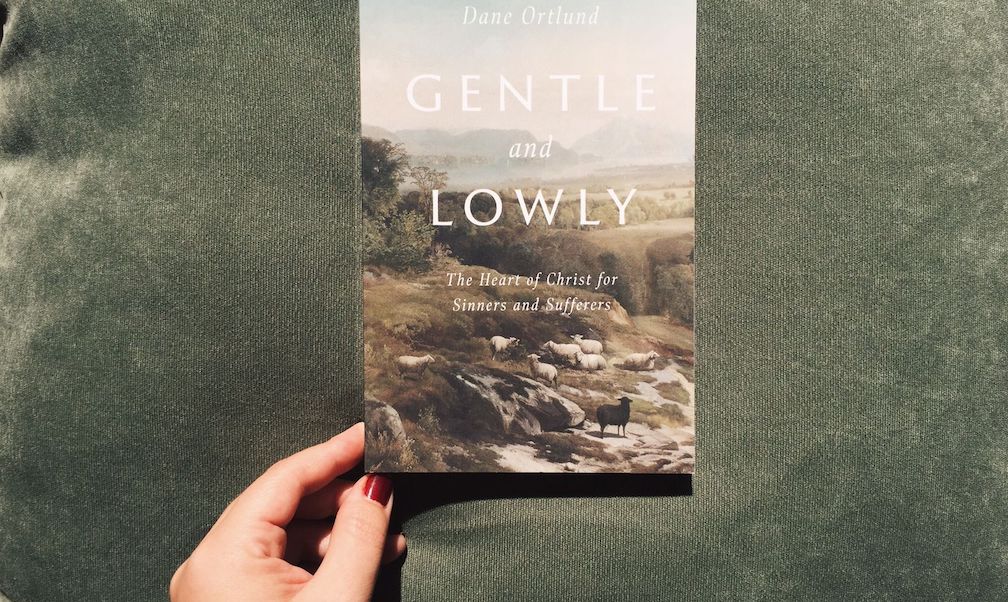 Dane Ortlund
GENTLE
and
LOWLY
The Heart of Christ for
Sinners and Sufferers